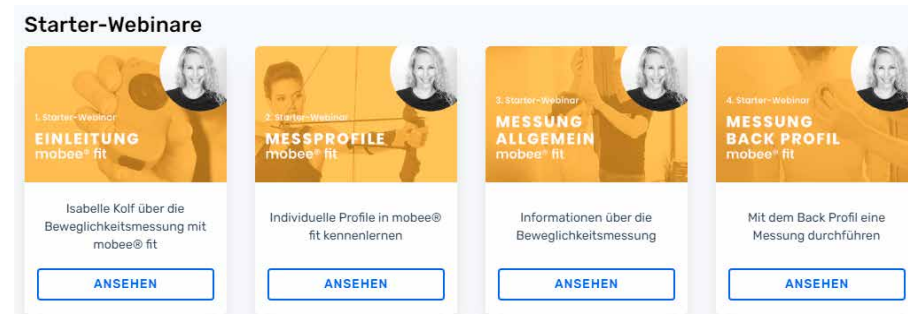 Starter-Webinare
1. Starter-Webinar
EINLEITUNG
mobee® fit
Isabelle Kolf über die
Beweglichkeitsmessung mit
mobee® fit
ANSEHEN
2. Starter-Webinar
MESSPROFILE
mobee® fit
Individuelle Profile in mobee®
fit kennenlernen
ANSEHEN
3. Starter-Webinar
MESSUNG
ALLGEMEIN
mobee® fit
Informationen über die
Beweglichkeitsmessung
ANSEHEN
4. Starter-Webinar
MESSUNG
BACK PROFIL
mobee® fit
Mit dem Back Profil eine
Messung durchführen
ANSEHEN